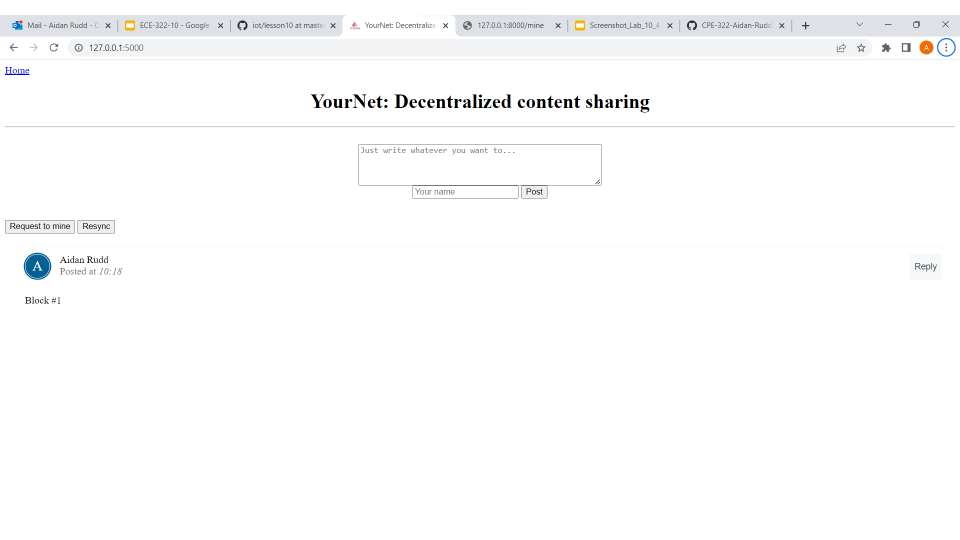 Mail - Aidan Rudd - O
ECE-322-10 - Google
iot/lesson10 at maste
YourNet: Decentralize
127.0.0.1:8000/mine
Screenshot_Lab_10_4
CPE-322-Aidan-Rudd
127.0.0.1:5000
A
Home
YourNet: Decentralized content sharing
Just write whatever you want to...
Your name
Post
Request to mine
Resync
A
Aidan Rudd
Posted at 10:18
Reply
Block #1